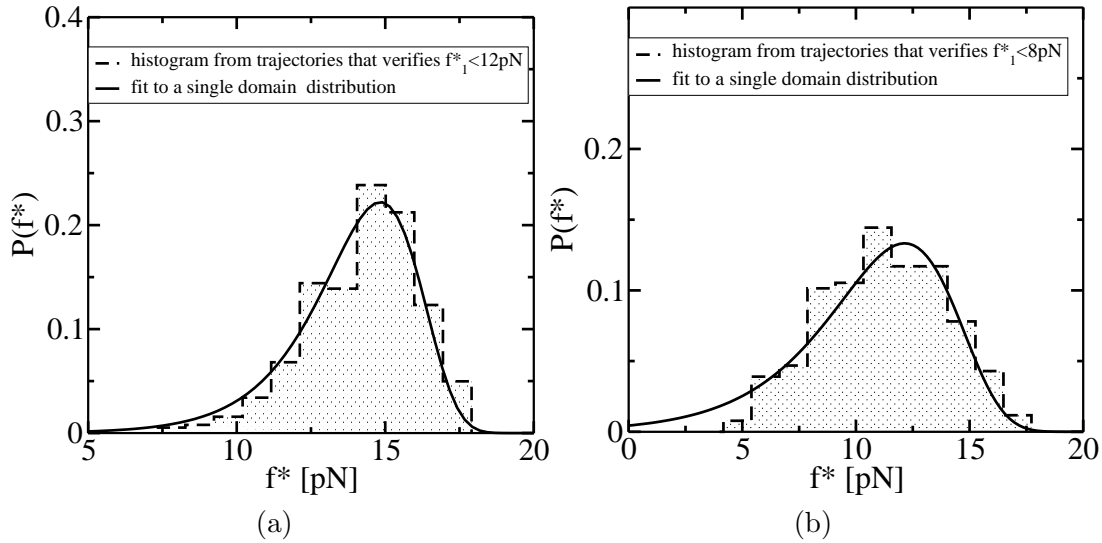 0.4
histogram from trajectories that verifies f*1<12pN
fit to a single domain distribution
0.3
P(f*)
0.2
0.1
0
5 10 15 20
f* [pN]
(a)
histogram from trajectories that verifies f*1<8pN
fit to a single domain distribution
0.2
P(f*)
0.1
0
0 5 10 15 20
f* [pN]
(b)